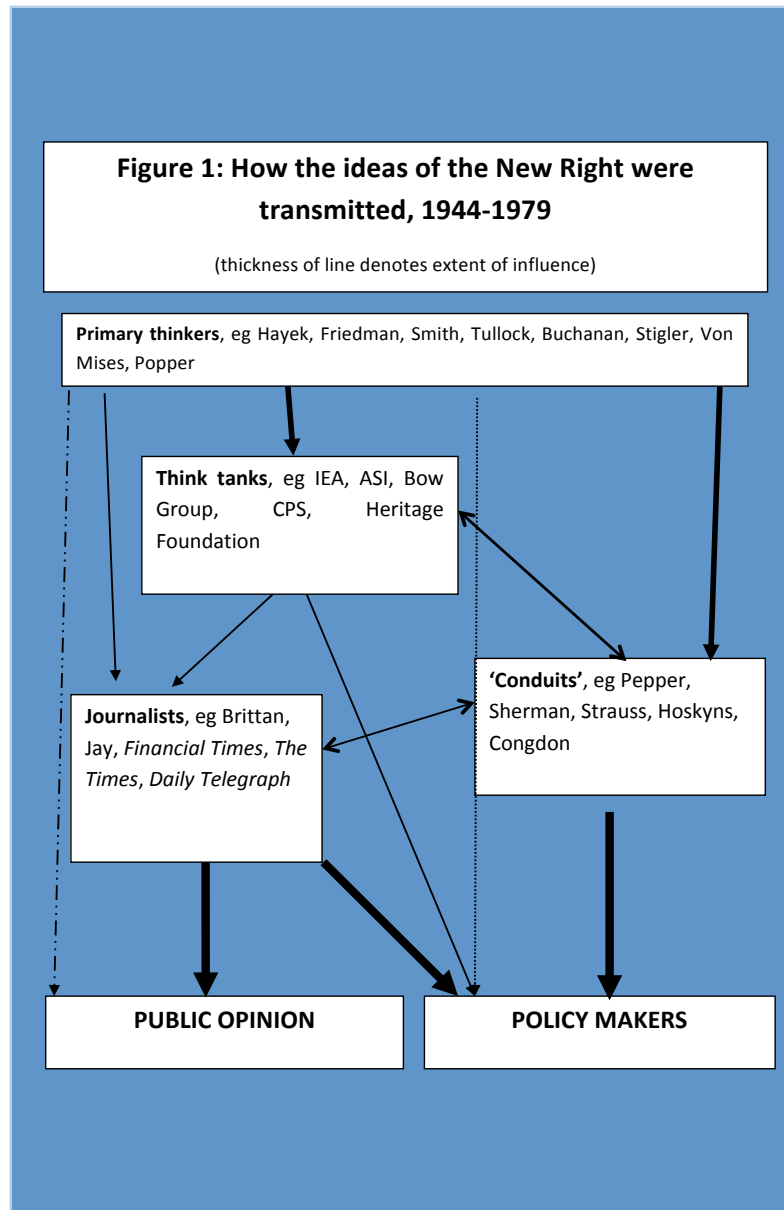 Figure 1: How the ideas of the New Right were
transmitted, 1944-1979
(thickness of line denotes extent of influence)
Primary thinkers, eg Hayek, Friedman, Smith, Tullock, Buchanan, Stigler, Von
Mises, Popper
Think tanks, eg IEA, ASI, Bow
Group, CPS, Heritage
Foundation
Journalists, eg Brittan,
Jay, Financial Times, The
Times, Daily Telegraph
‘Conduits’, eg Pepper,
Sherman, Strauss, Hoskyns,
Congdon
PUBLIC OPINION
POLICY MAKERS